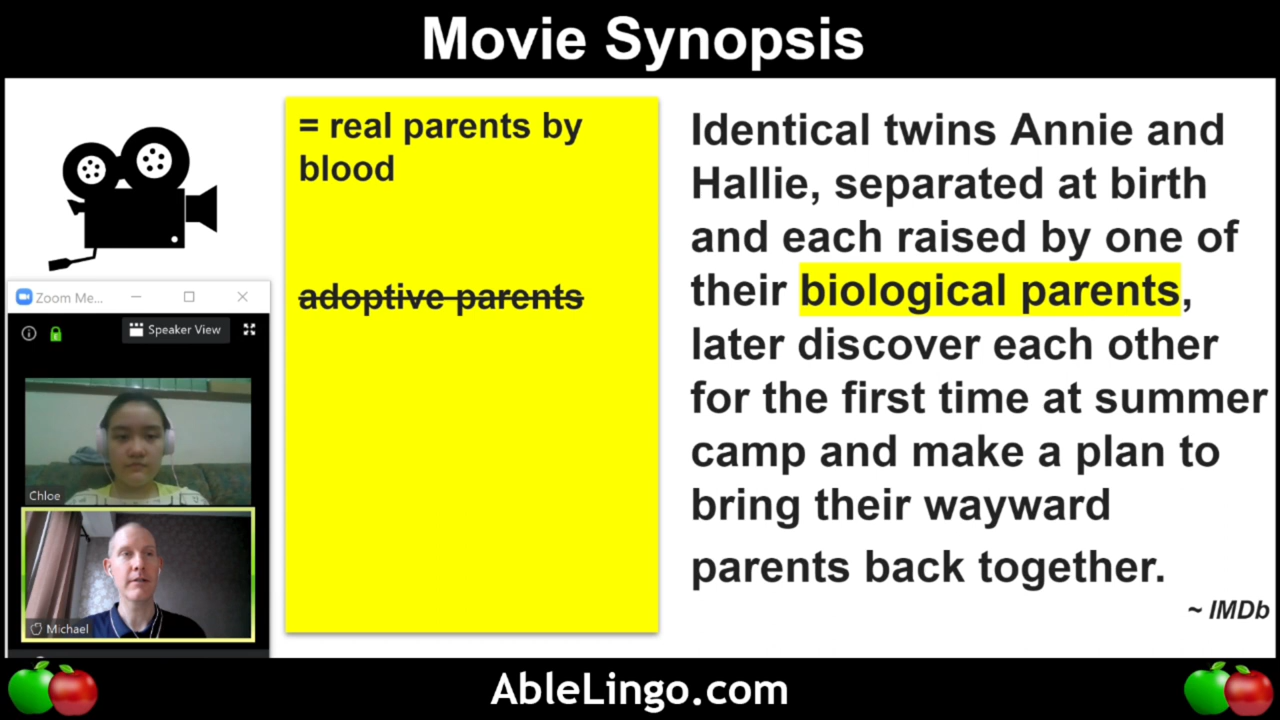 Movie Synopsis
= real parents by
blood
adoptive parents
Identical twins Annie and
Hallie, separated at birth
and each raised by one of
their biological parents,
later discover each other
for the first time at summer
camp and make a plan to
bring their wayward
parents back together.
~ IMDb
Zoom Me...
Speaker View
Chloe
Michael
AbleLingo.com